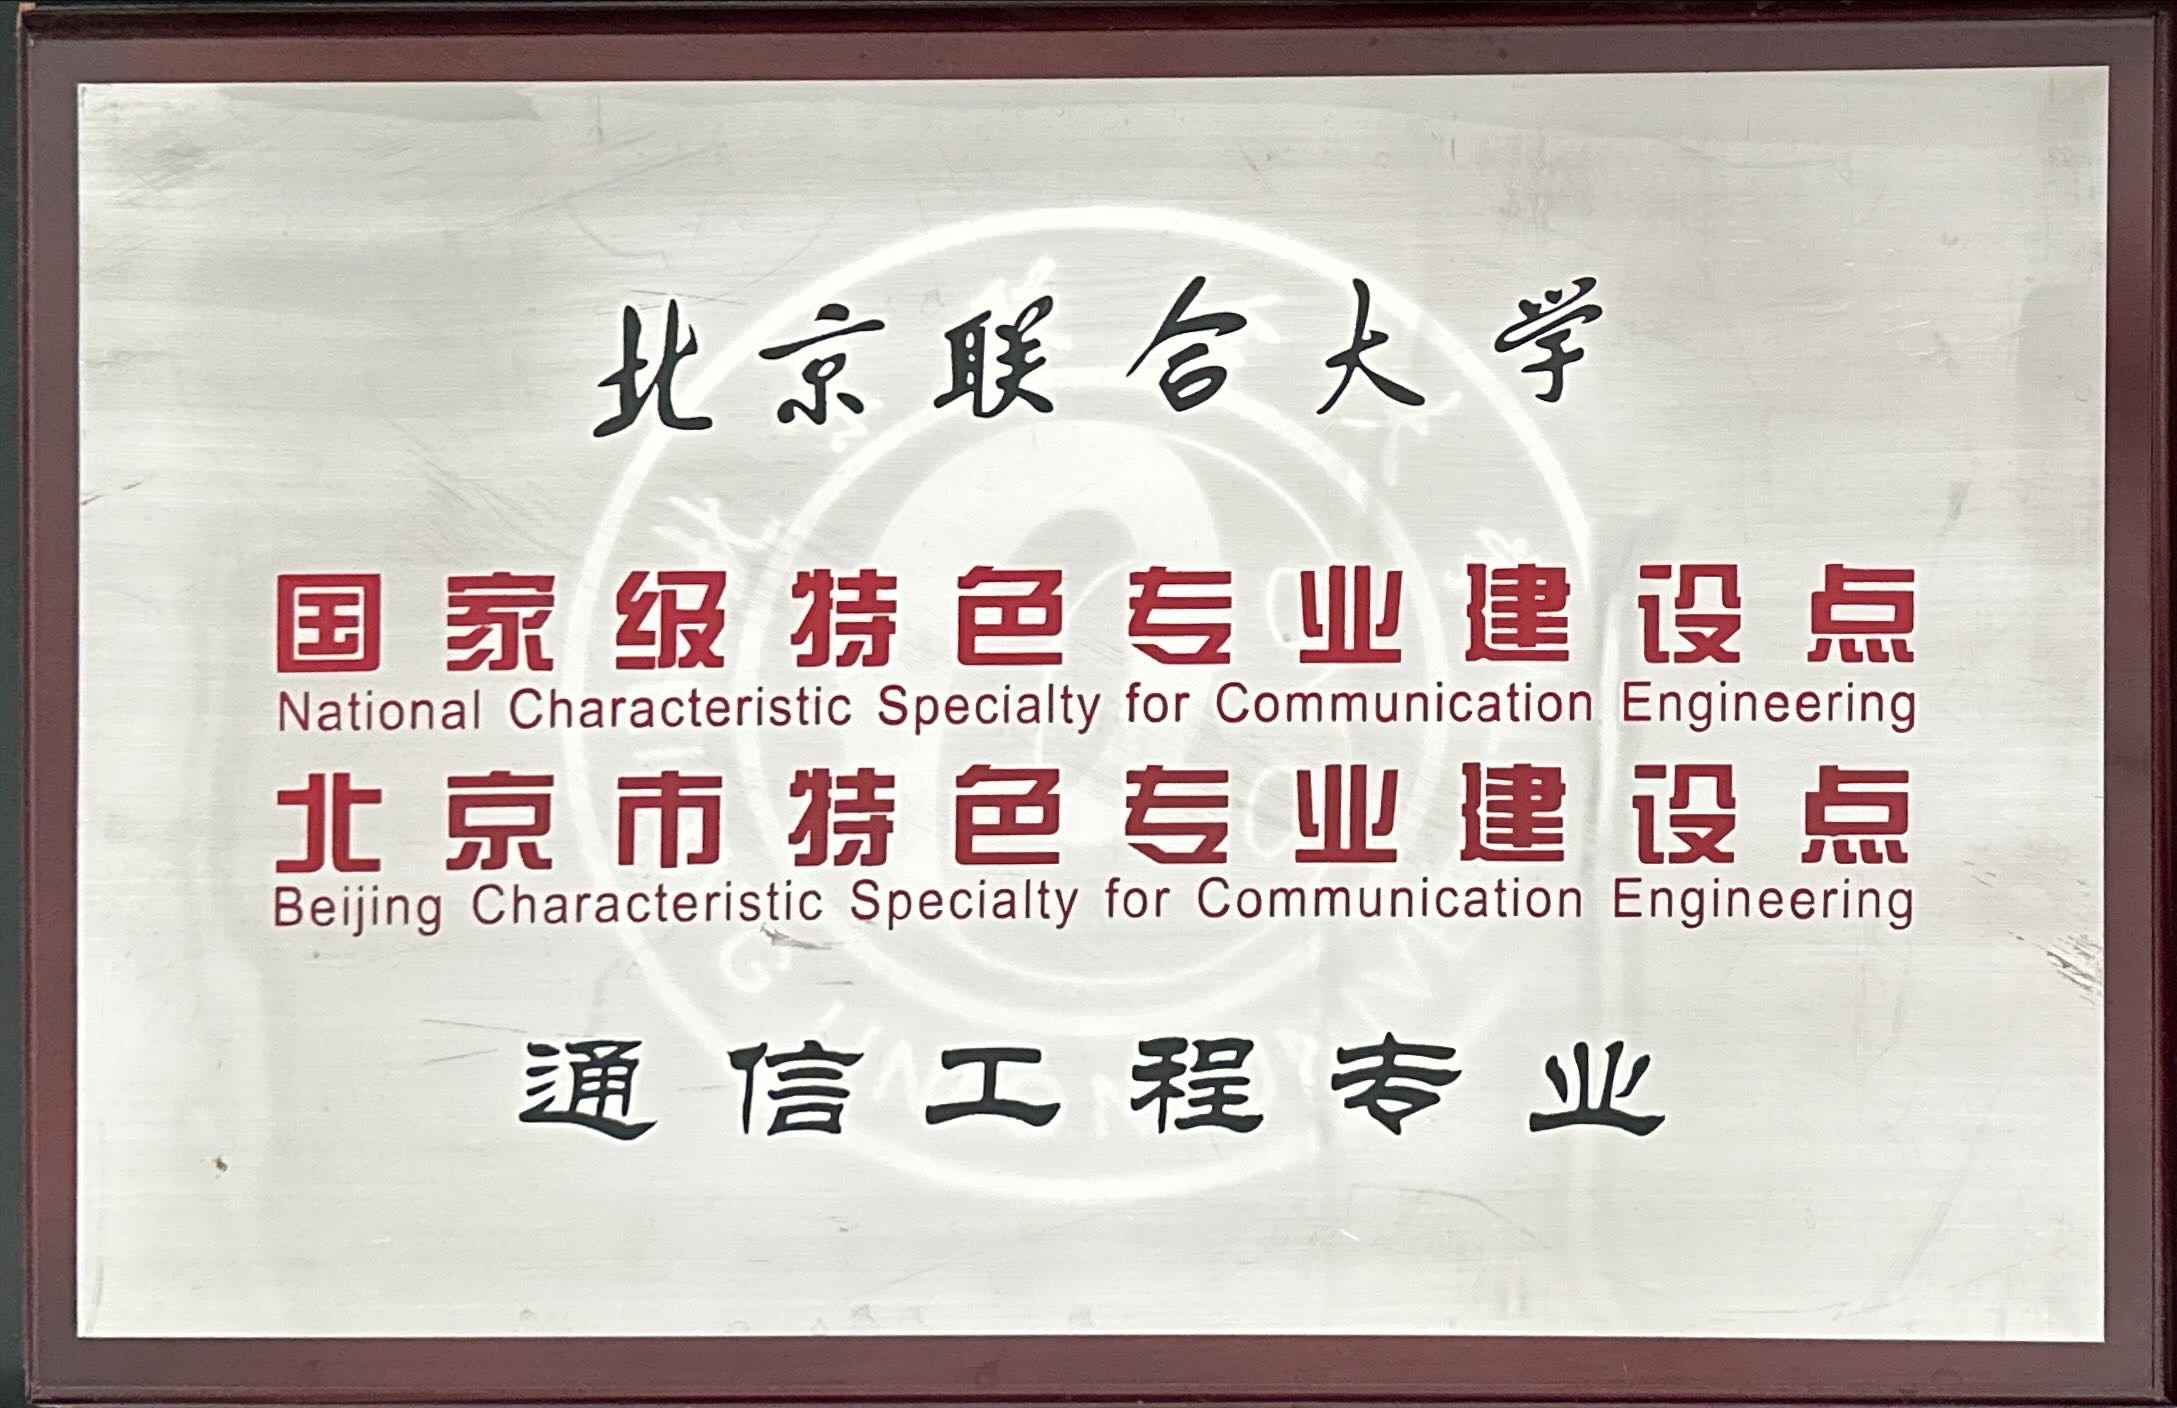 北京联合大学
国家级特色专业建设点
National Characteristic Specialty for Communication Engineering
北京市特色专业建设点
Beijing Characteristic Specialty for Communication Engineering
通信工程专业